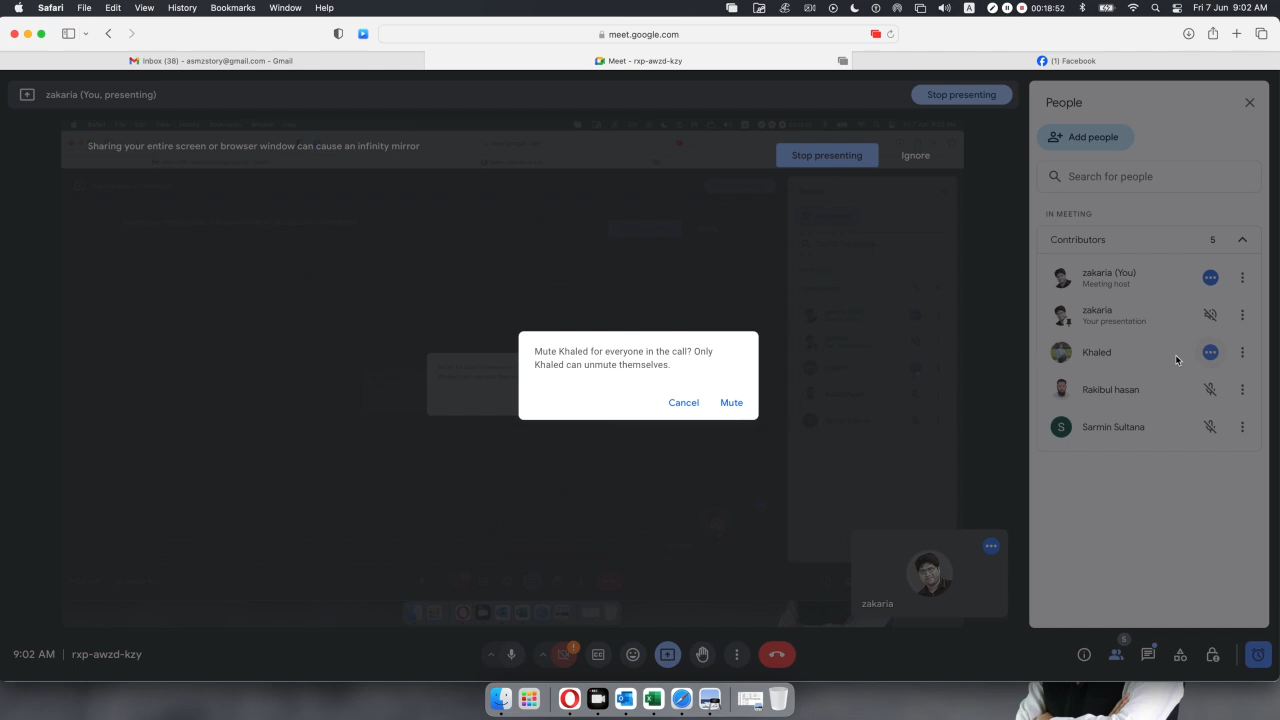 Safari File Edit View History Bookmarks Window Help
A 00:18:52 Fri 7 Jun 9:02 AM
meet.google.com
Inbox (38) - asmzstory@gmail.com - Gmail
Meet - rxp-awzd-kzy
(1) Facebook
zakaria (You, presenting)
Stop presenting
Sharing your entire screen or browser window can cause an infinity mirror
Stop presenting
Ignore
People
Add people
Search for people
IN MEETING
Contributors 5
zakaria (You)
Meeting host
zakaria
Your presentation
Khaled
Rakibul hasan
S Sarmin Sultana
Mute Khaled for everyone in the call? Only
Khaled can unmute themselves.
Cancel Mute
zakaria
9:02 AM | rxp-awzd-kzy
CC
5